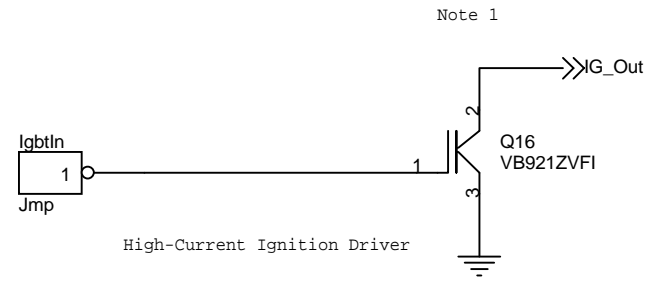 Note 1
IG_Out
2
IgbtIn
Q16
1
1
VB921ZVFI
3
Jmp
High-Current Ignition Driver